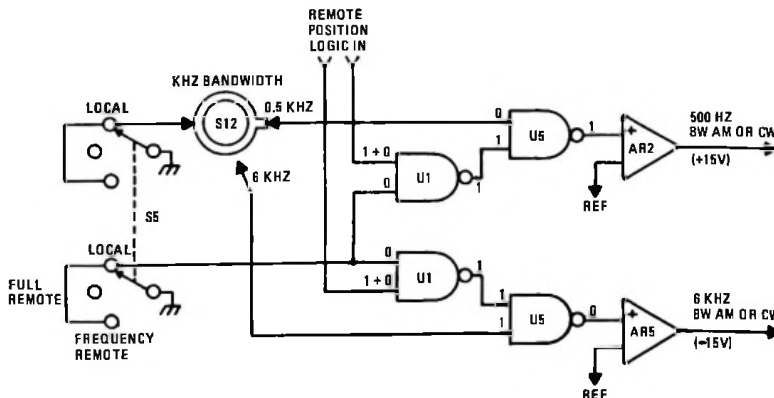 REMOTE
POSITION
LOGIC IN
KHZ BANDWIDTH
LOCAL
S12
0.5 KHZ
6 KHZ
S5
1 + 0
0
U1
1
0
1
U5
1
+
AR2
REF
500 HZ
BW AM OR CW
(+15V)
LOCAL
FULL
REMOTE
FREQUENCY
REMOTE
0
1 + 0
U1
1
1
1
U5
0
+
AR5
REF
6 KHZ
BW AM OR CW
(-15V)